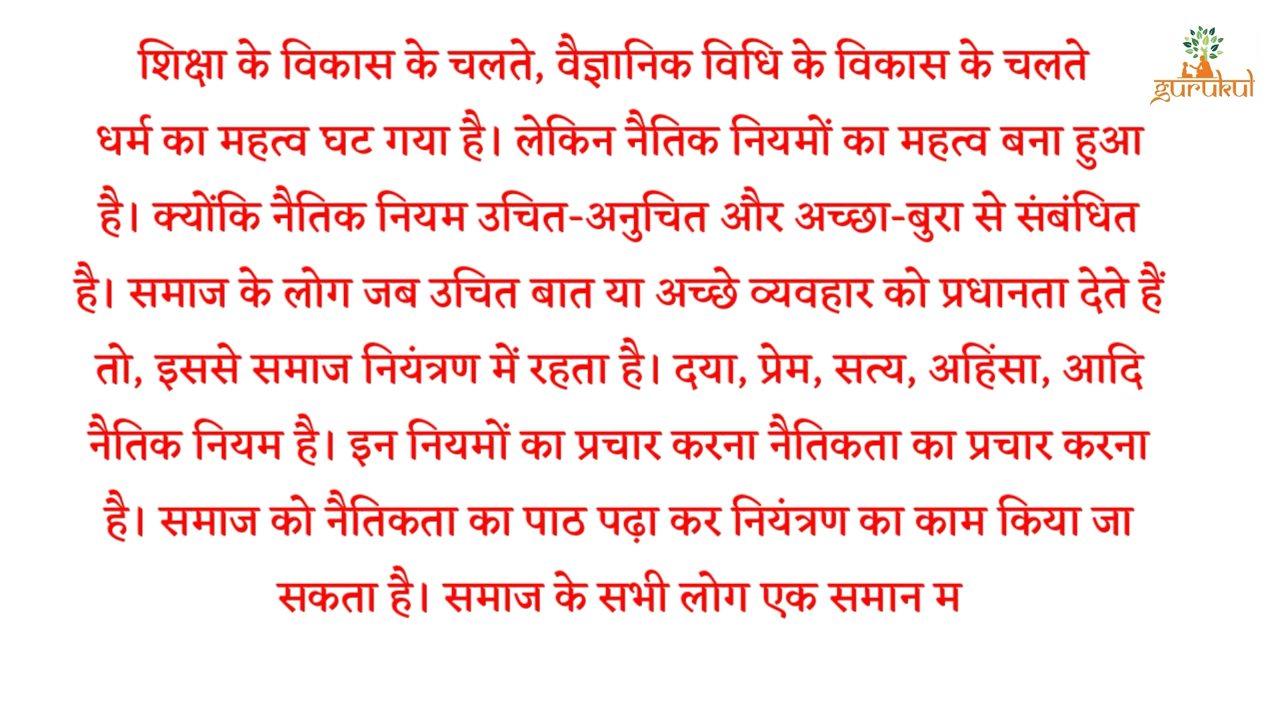 gurukul
शिक्षा के विकास के चलते, वैज्ञानिक विधि के विकास के चलते
धर्म का महत्व घट गया है। लेकिन नैतिक नियमों का महत्व बना हुआ
है। क्योंकि नैतिक नियम उचित-अनुचित और अच्छा-बुरा से संबंधित
है। समाज के लोग जब उचित बात या अच्छे व्यवहार को प्रधानता देते हैं
तो, इससे समाज नियंत्रण में रहता है। दया, प्रेम, सत्य, अहिंसा, आदि
नैतिक नियम है। इन नियमों का प्रचार करना नैतिकता का प्रचार करना
है। समाज को नैतिकता का पाठ पढ़ा कर नियंत्रण का काम किया जा
सकता है। समाज के सभी लोग एक समान म